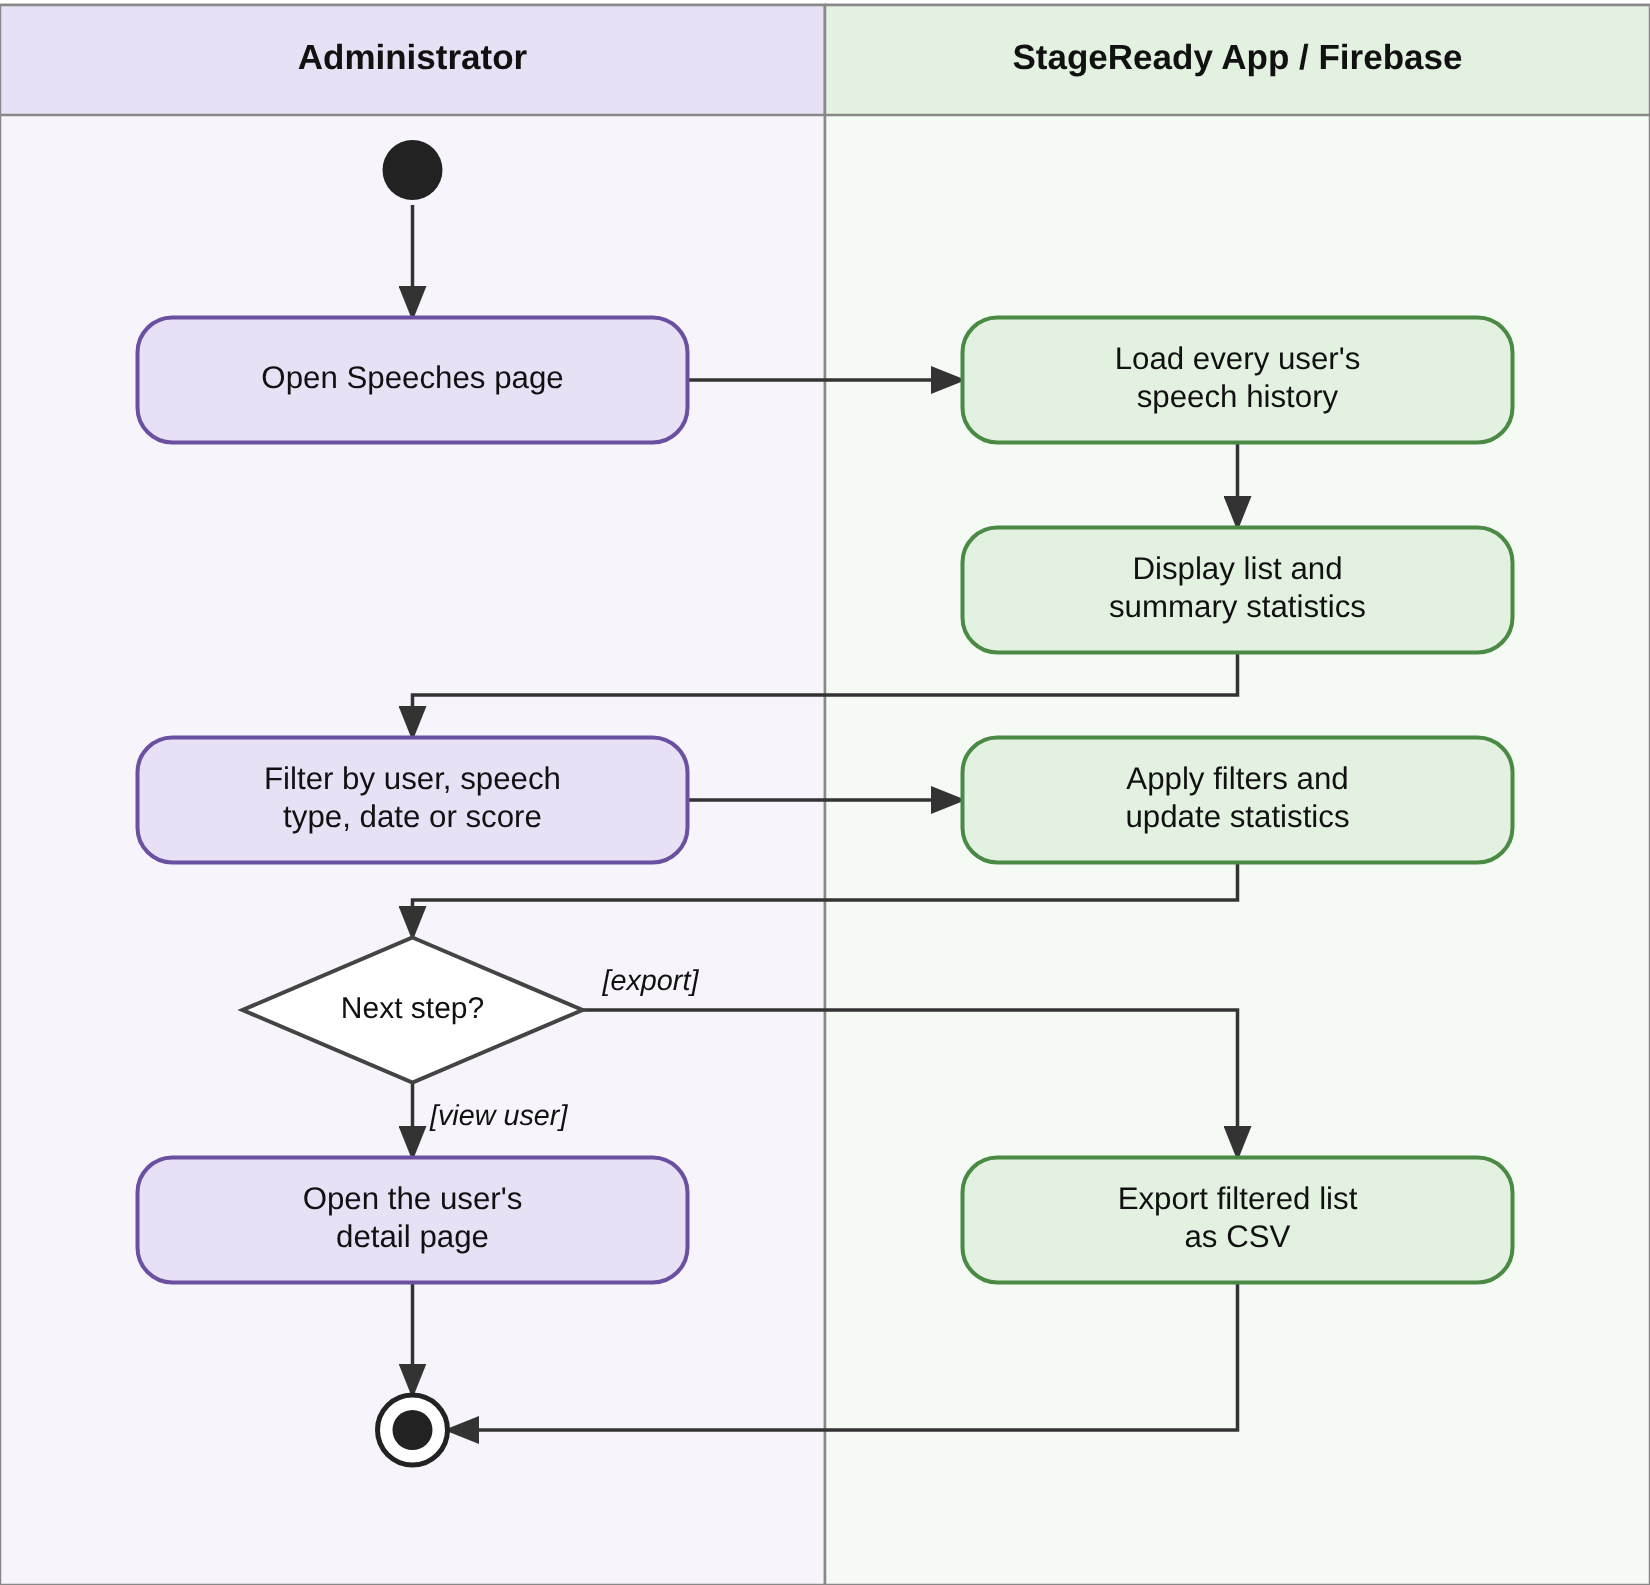 Administrator
StageReady App / Firebase
Open Speeches page
Load every user's
speech history
Display list and
summary statistics
Filter by user, speech
type, date or score
Apply filters and
update statistics
Next step?
[export]
[view user]
Open the user's
detail page
Export filtered list
as CSV